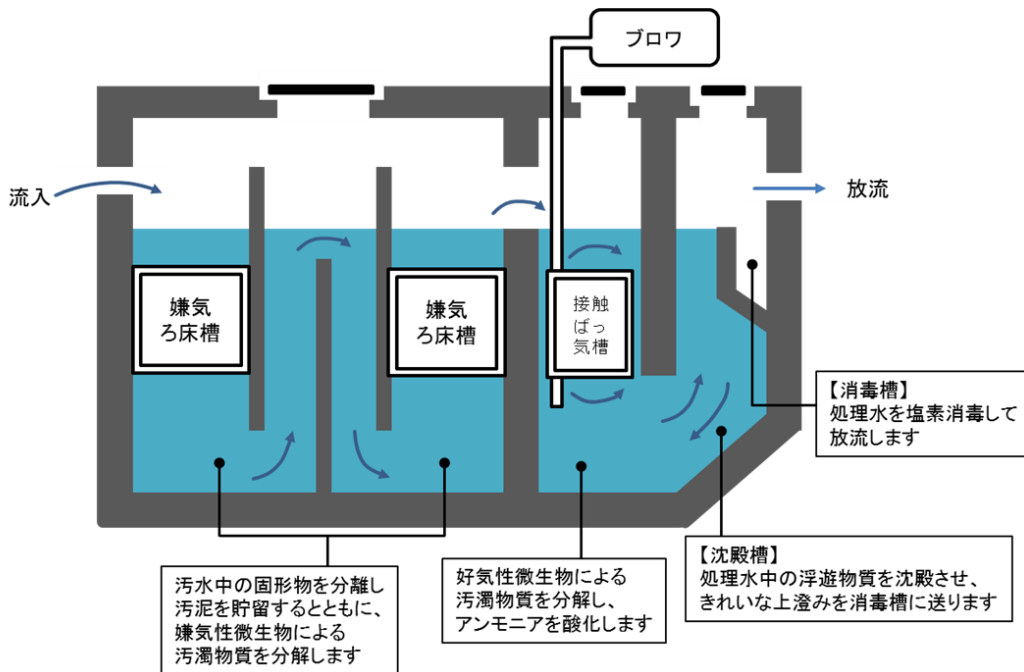 ブロワ
流入
放流
嫌気
ろ床槽
嫌気
ろ床槽
接触
ばっ
気槽
【消毒槽】
処理水を塩素消毒して
放流します
【沈殿槽】
処理水中の浮遊物質を沈殿させ、
きれいな上澄みを消毒槽に送ります
好気性微生物による
汚濁物質を分解し、
アンモニアを酸化します
汚水中の固形物を分離し
汚泥を貯留するとともに、
嫌気性微生物による
汚濁物質を分解します